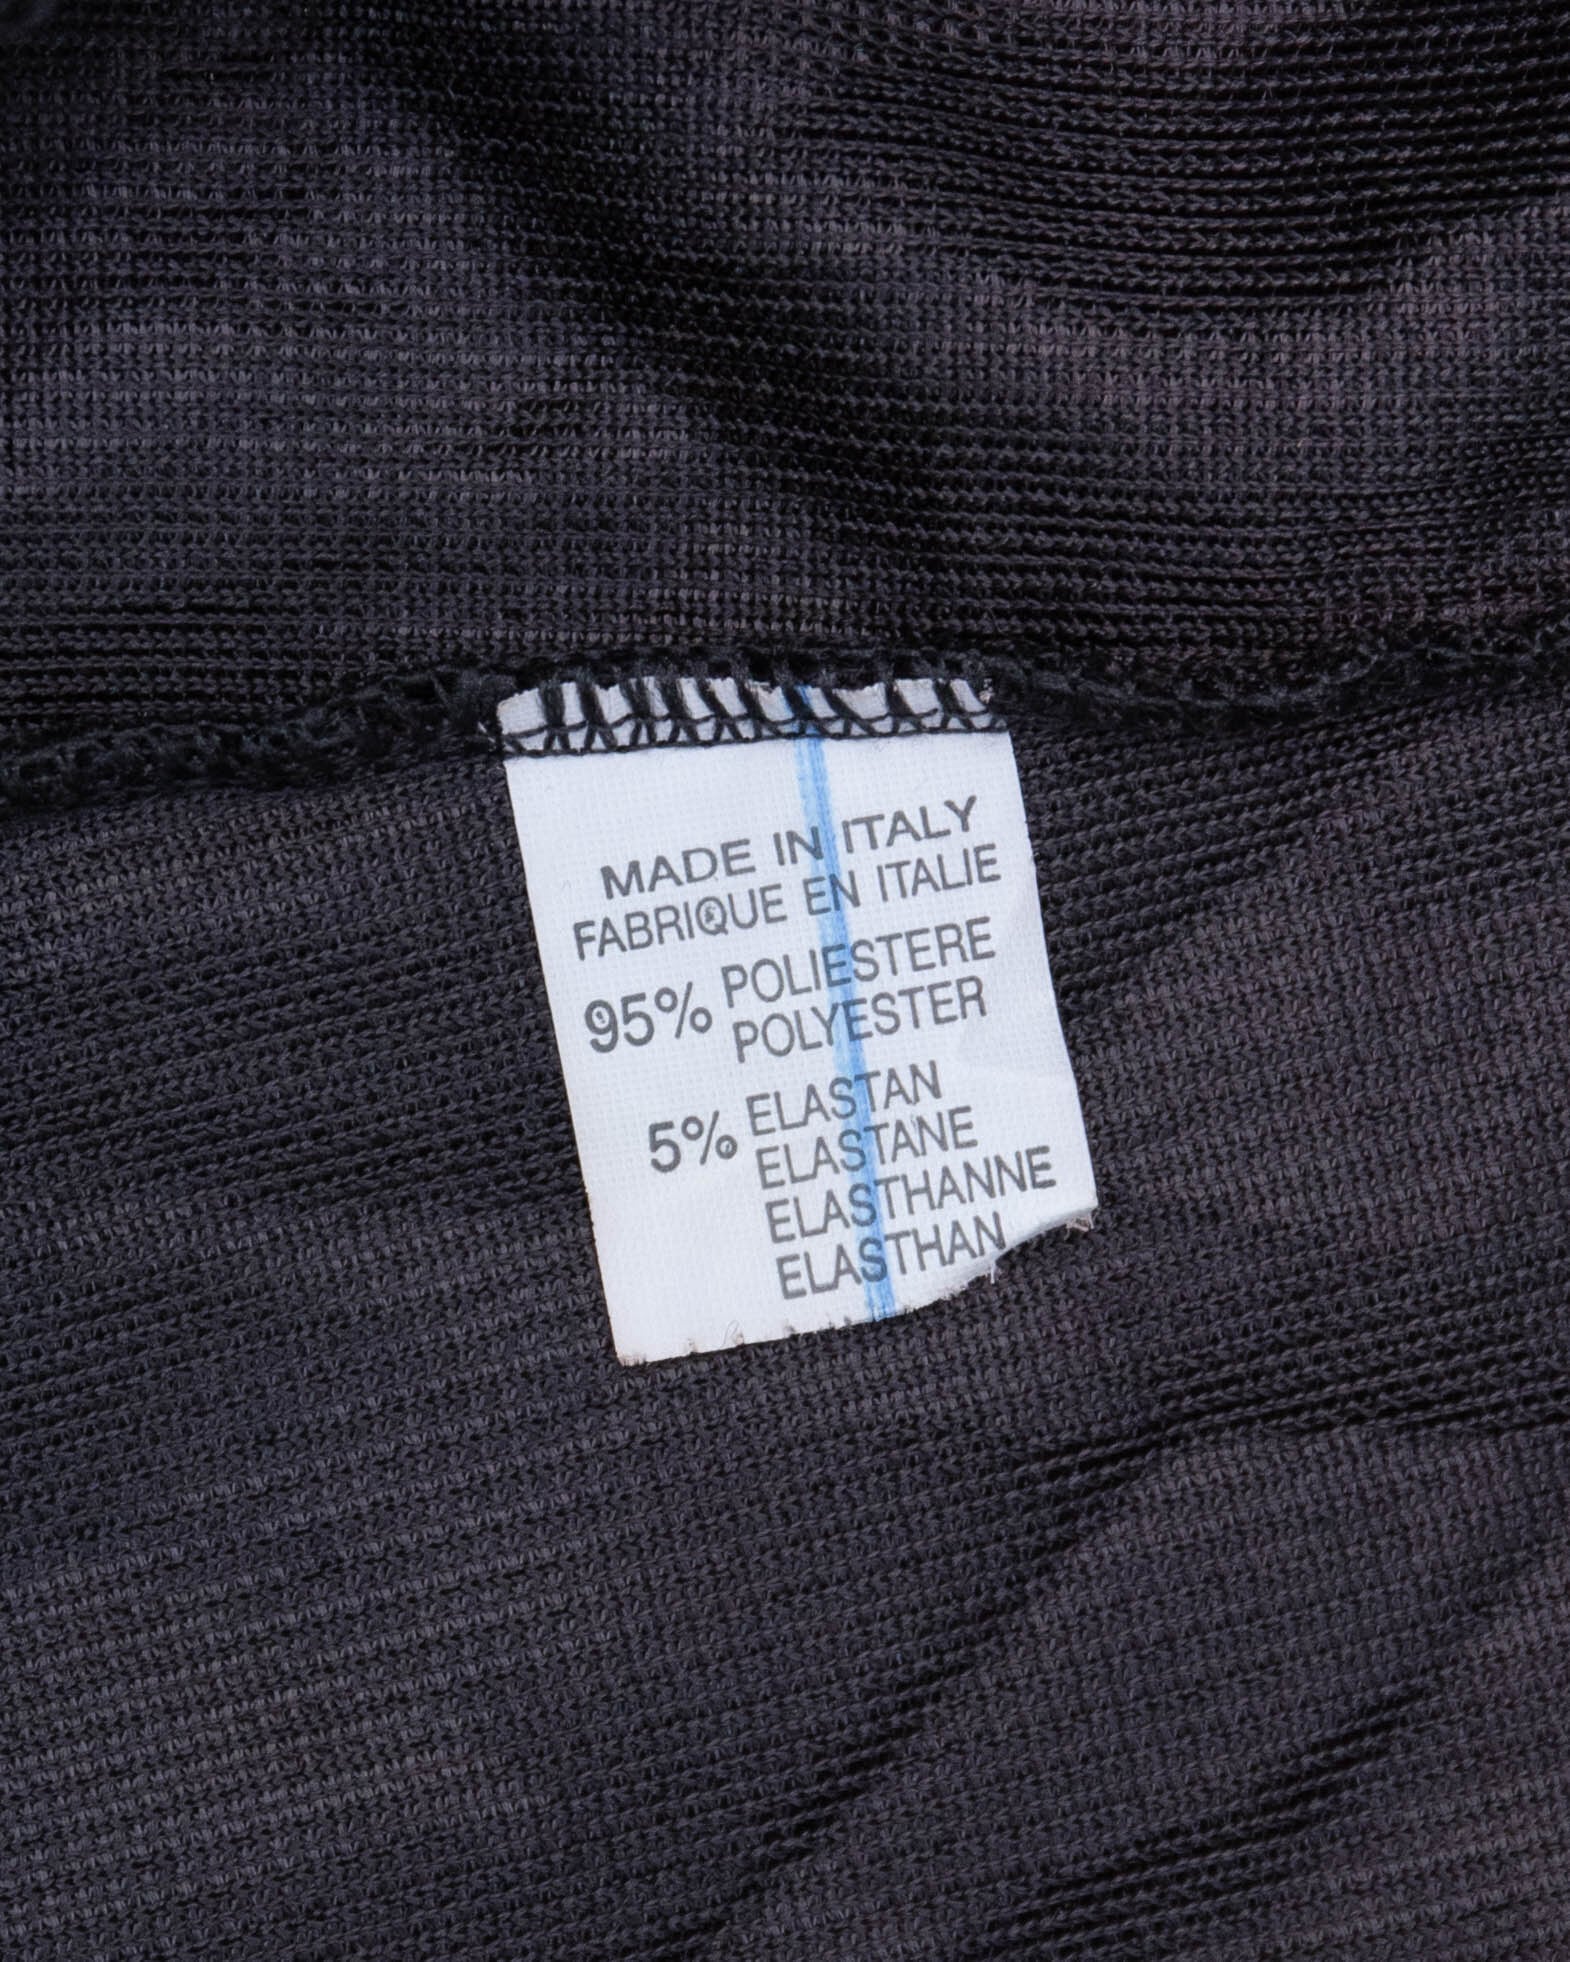 MADE IN ITALY
FABRIQUE EN ITALIE
95% POLIESTERE
POLYESTER
5% ELASTAN
ELASTANE
ELASTHANNE
ELASTHAN